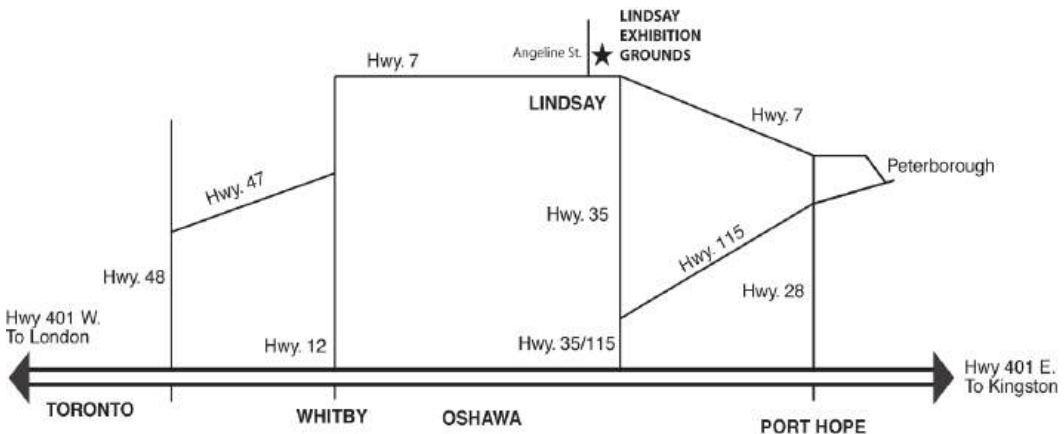 LINDSAY
EXHIBITION
GROUNDS
Angeline St.
Hwy. 7
LINDSAY
Hwy. 7
Peterborough
Hwy. 47
Hwy. 35
Hwy. 115
Hwy. 48
Hwy. 28
Hwy 401 W.
To London
Hwy. 12
Hwy. 35/115
Hwy 401 E.
To Kingston
TORONTO
WHITBY
OSHAWA
PORT HOPE